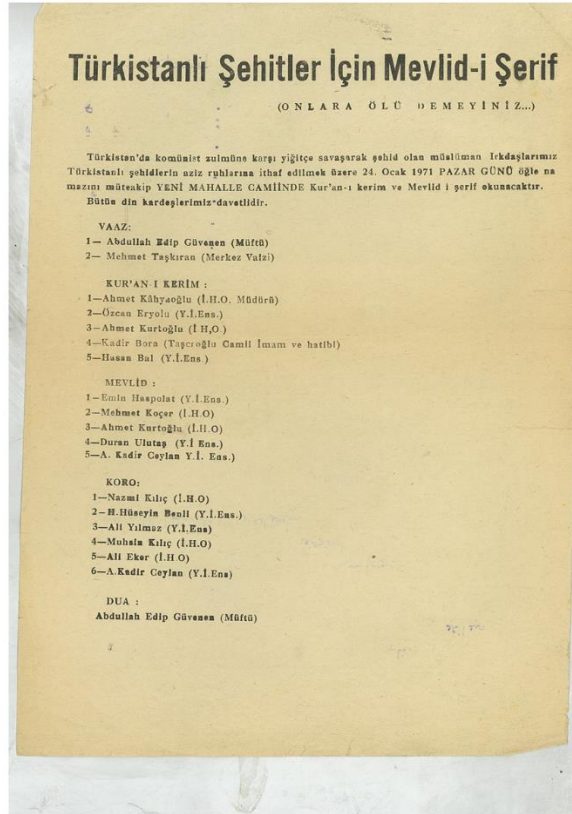 Türkistanlı Şehitler İçin Mevlid-i Şerif
(ONLARA ÖLÜ DEMEYİNİZ...)
Türkistan'da komünist zulmüne karşı yiğitçe savaşarak şehid olan müslüman Irkdaşlarımız
Türkistanlı şehidlerin aziz ruhlarına ithaf edilmek üzere 24. Ocak 1971 PAZAR GÜNÜ öğle na
mazını müteakip YENİ MAHALLE CAMİİNDE Kur'an-ı kerim ve Mevlid i şerif okunacaktır.
Bütün din kardeşlerimiz davetlidir.
VAAZ:
1— Abdullah Edip Güvenen (Müftü)
2— Mehmet Taşkıran (Merkez Vaizi)
KUR'AN-I KERİM :
1—Ahmet Kâhyaoğlu (İ.H.O. Müdürü)
2—Özcan Eryolu (Y.İ.Ens.)
3—Ahmet Kurtoğlu (İ H,O.)
4—Kadir Bora (Taşcıoğlu Camii İmam ve hatibi)
5—Hasan Bal (Y.İ.Ens.)
MEVLİD :
1—Emin Haspolat (Y.İ.Ens.)
2—Mehmet Koçer (İ.H.O)
3—Ahmet Kurtoğlu (İ.H.O)
4—Duran Ulutaş (Y.İ Ens.)
5—A. Kadir Ceylan Y.İ. Ens.)
KORO:
1—Nazmi Kılıç (İ.H.O)
2—H.Hüseyin Benli (Y.İ.Ens.)
3—Ali Yılmaz (Y.İ.Ens)
4—Muhsin Kılıç (İ.H.O)
5—Ali Eker (İ.H.O)
6—A.Kadir Ceylan (Y.İ.Ens)
DUA :
Abdullah Edip Güvenen (Müftü)